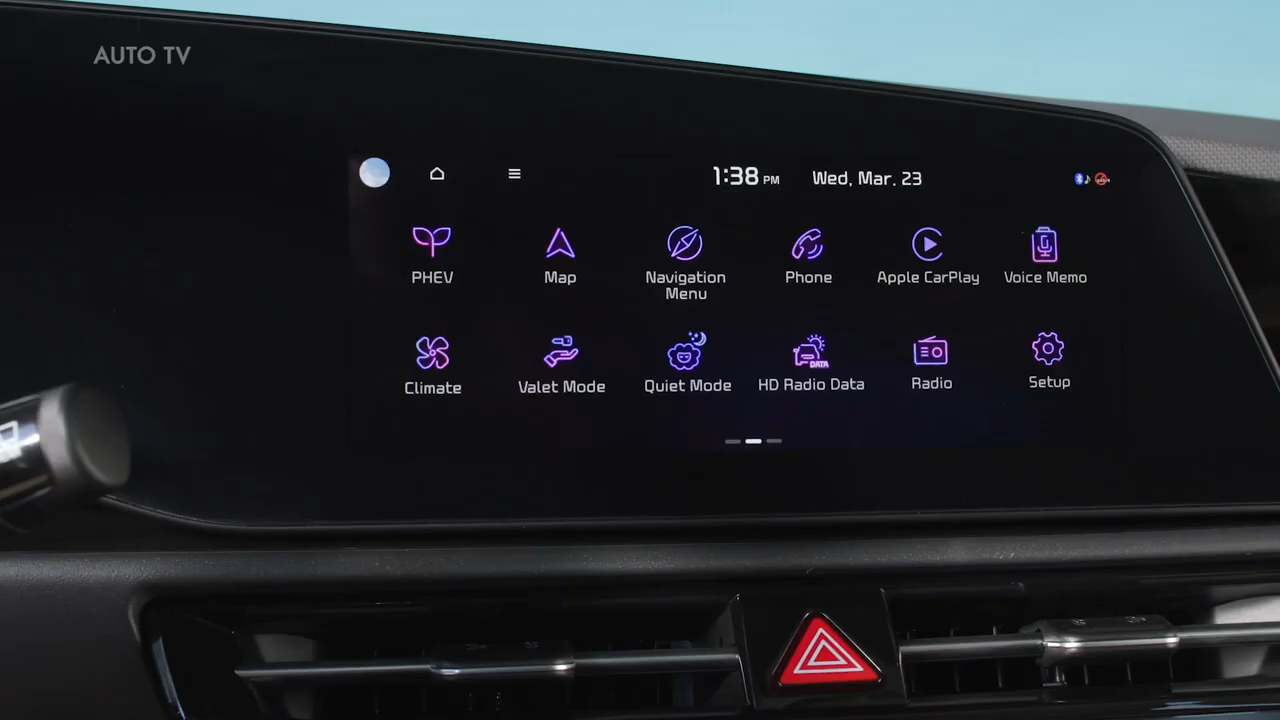 AUTO TV
1:38 PM Wed, Mar. 23
PHEV Map Navigation Menu Phone Apple CarPlay Voice Memo
DATA
Climate Valet Mode Quiet Mode HD Radio Data Radio Setup